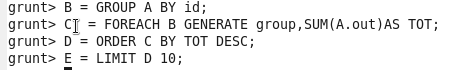 grunt> B = GROUP A BY id;
grunt> C = FOREACH B GENERATE group,SUM(A.out)AS TOT;
grunt> D = ORDER C BY TOT DESC;
grunt> E = LIMIT D 10;